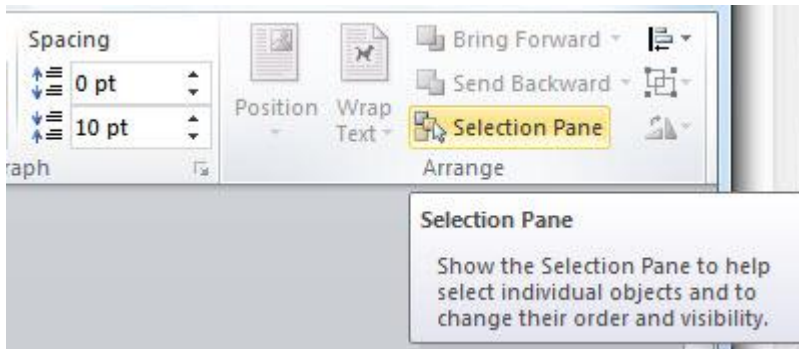 Spacing
0 pt
10 pt
raph
Position
Wrap
Text
Bring Forward
Send Backward
Selection Pane
Arrange
Selection Pane
Show the Selection Pane to help
select individual objects and to
change their order and visibility.